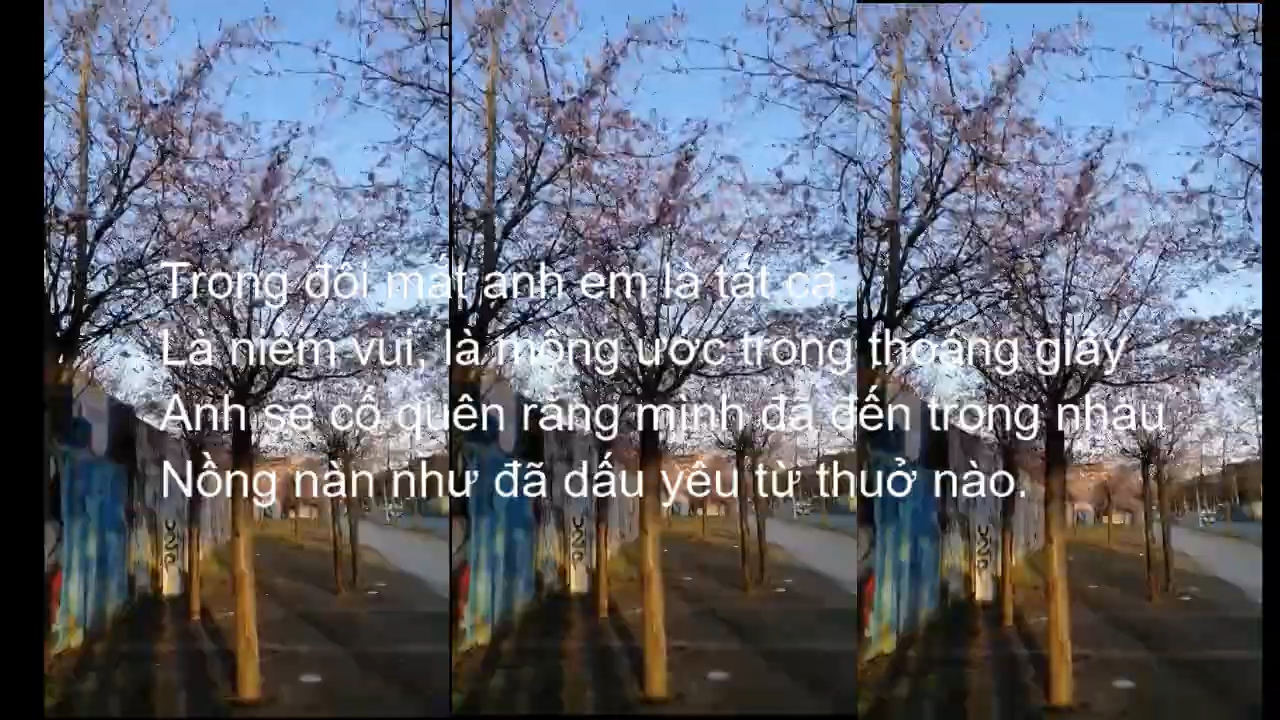 Trong đôi mắt anh em là tất cả
Là niềm vui, là mộng ước trong thoáng giây
Anh sẽ cố quên rằng mình đã đến trong nhau
Nồng nàn như đã dấu yêu từ thuở nào.